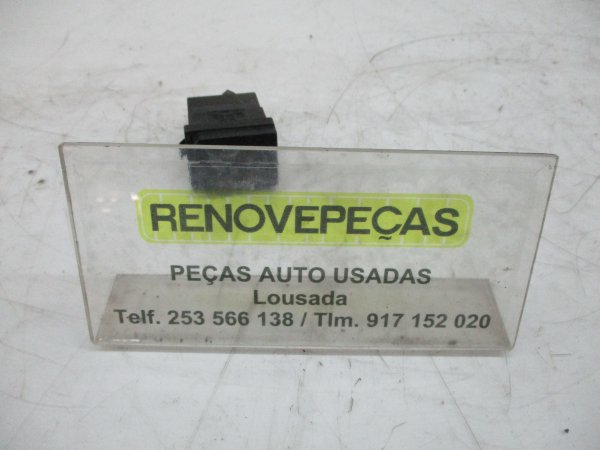 RENOVEPEÇAS
PEÇAS AUTO USADAS
Lousada
Telf. 253 566 138 / Tlm. 917 152 020